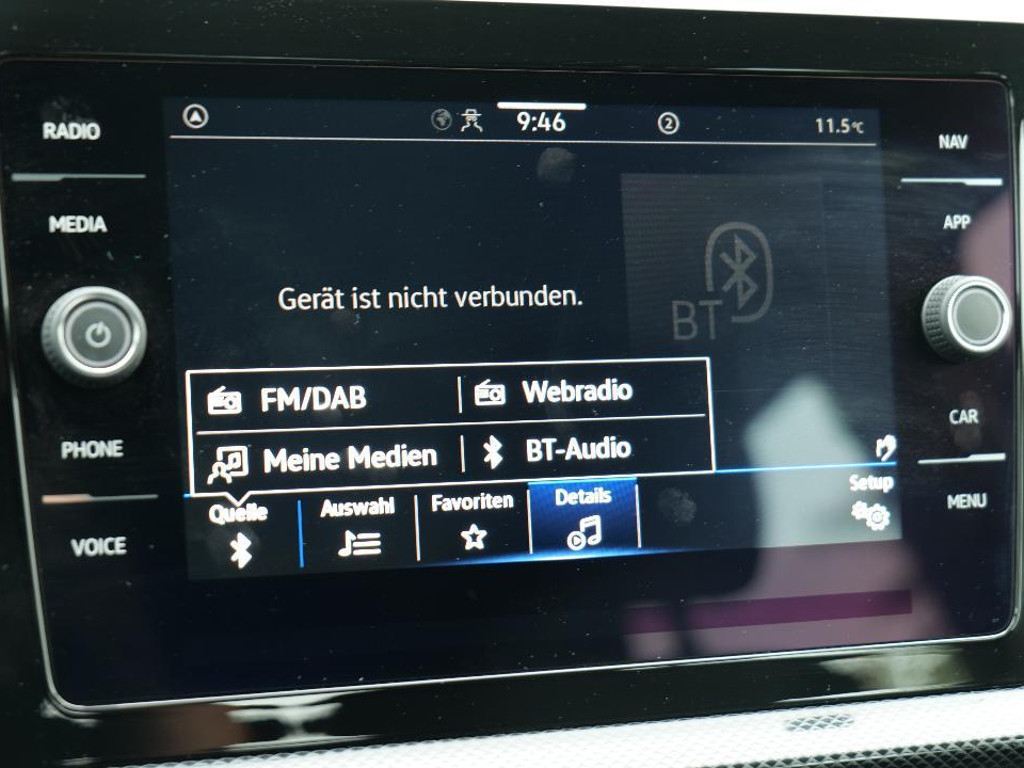 RADIO
MEDIA
PHONE
VOICE
9:46
2
11.5°C
NAV
APP
CAR
MENU
BT
Gerät ist nicht verbunden.
FM/DAB
Webradio
Meine Medien
BT-Audio
Quelle
Auswahl
Favoriten
Details
Setup